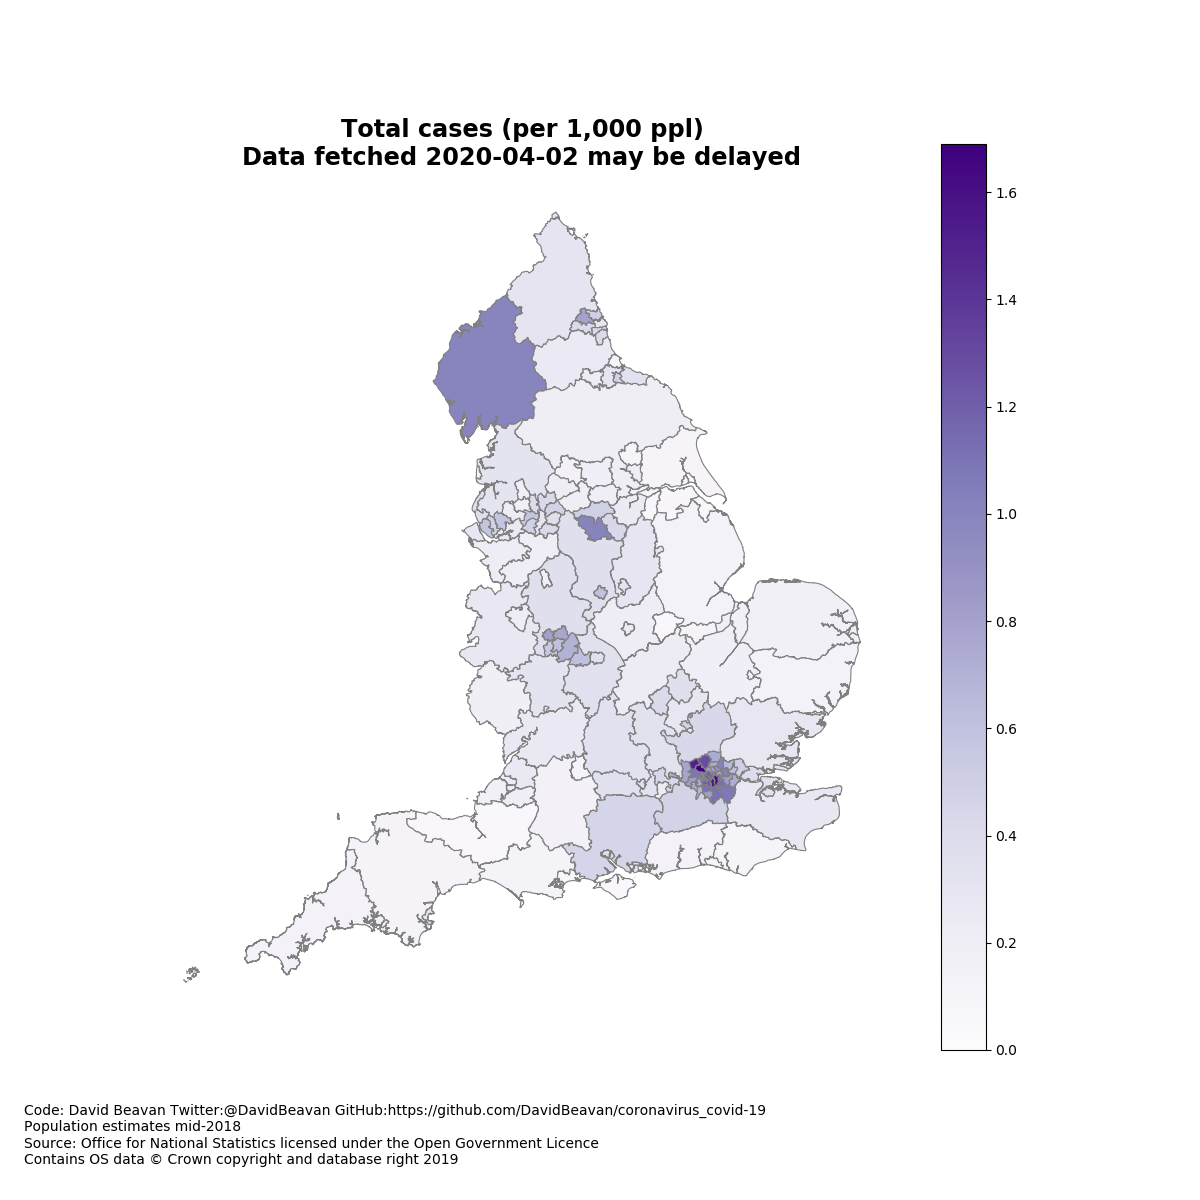 Total cases (per 1,000 ppl)
Data fetched 2020-04-02 may be delayed
1.6
1.4
1.2
1.0
0.8
0.6
0.4
0.2
0.0
Code: David Beavan Twitter:@DavidBeavan GitHub:https://github.com/DavidBeavan/coronavirus_covid-19
Population estimates mid-2018
Source: Office for National Statistics licensed under the Open Government Licence
Contains OS data © Crown copyright and database right 2019